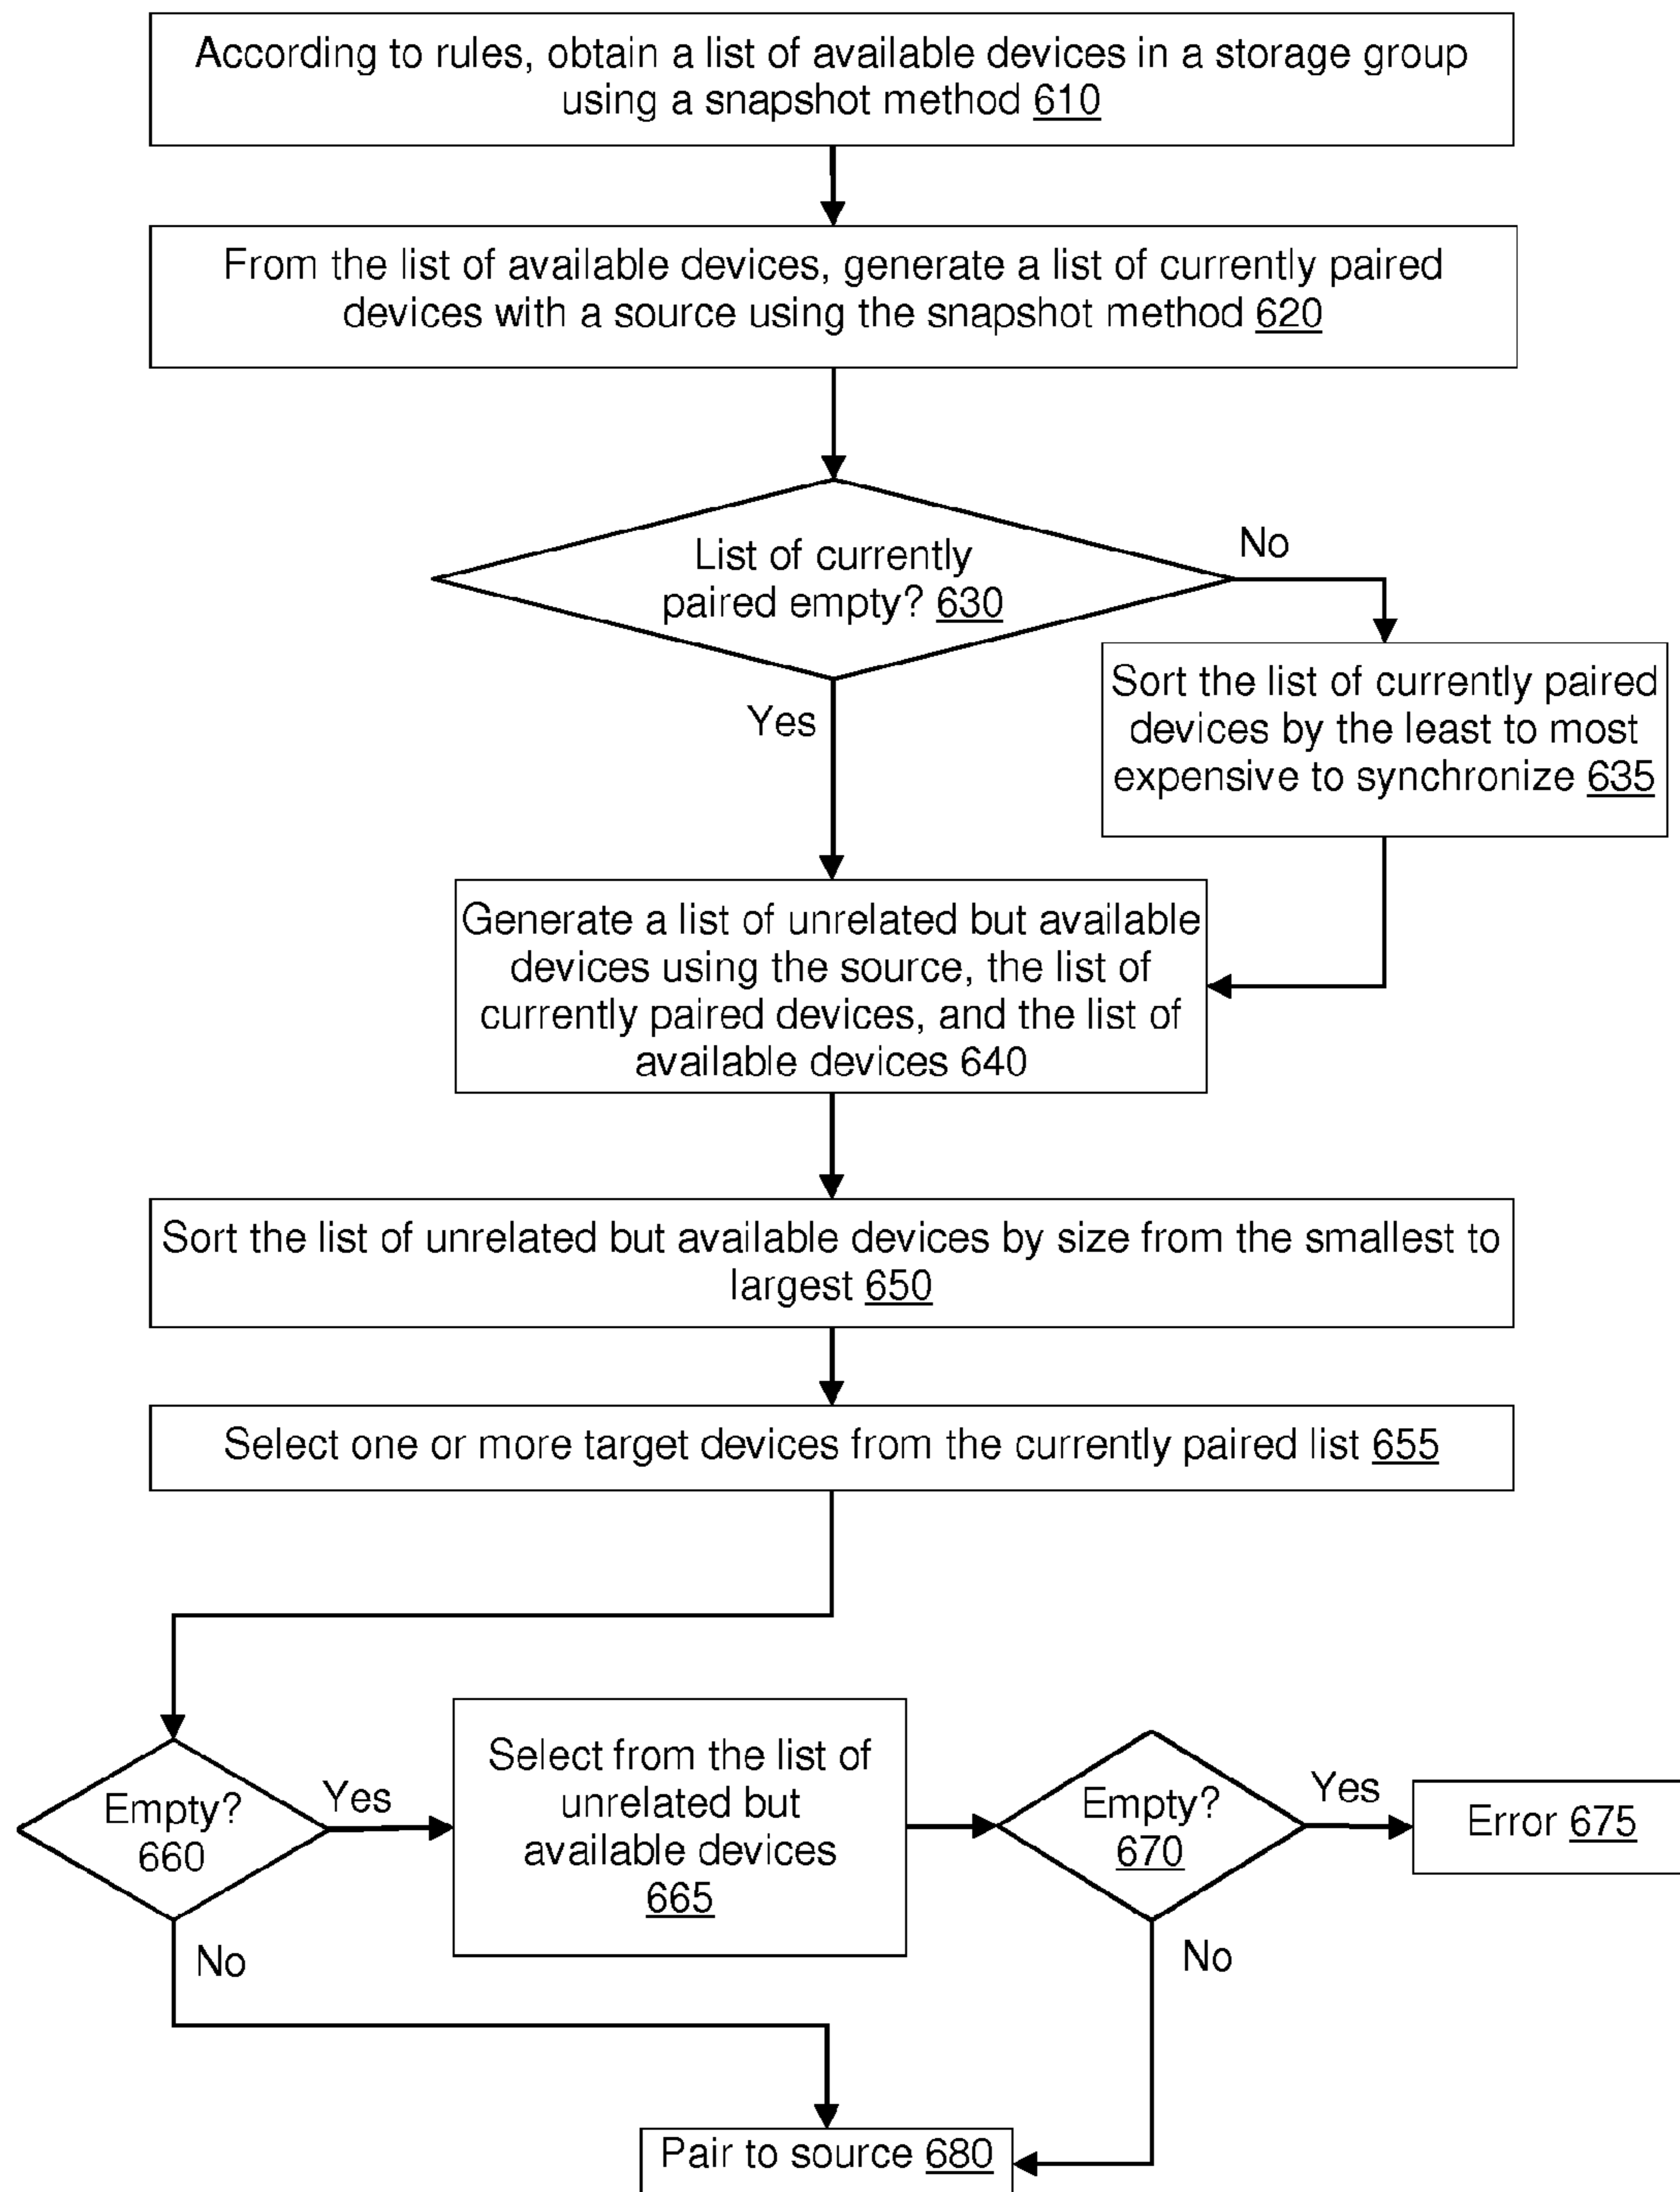 According to rules, obtain a list of available devices in a storage group
using a snapshot method 610
From the list of available devices, generate a list of currently paired
devices with a source using the snapshot method 620
List of currently
paired empty? 630
No
Yes
Sort the list of currently paired
devices by the least to most
expensive to synchronize 635
Generate a list of unrelated but available
devices using the source, the list of
currently paired devices, and the list of
available devices 640
Sort the list of unrelated but available devices by size from the smallest to
largest 650
Select one or more target devices from the currently paired list 655
Empty?
660
Yes
No
Select from the list of
unrelated but
available devices
665
Empty?
670
Yes
No
Error 675
Pair to source 680